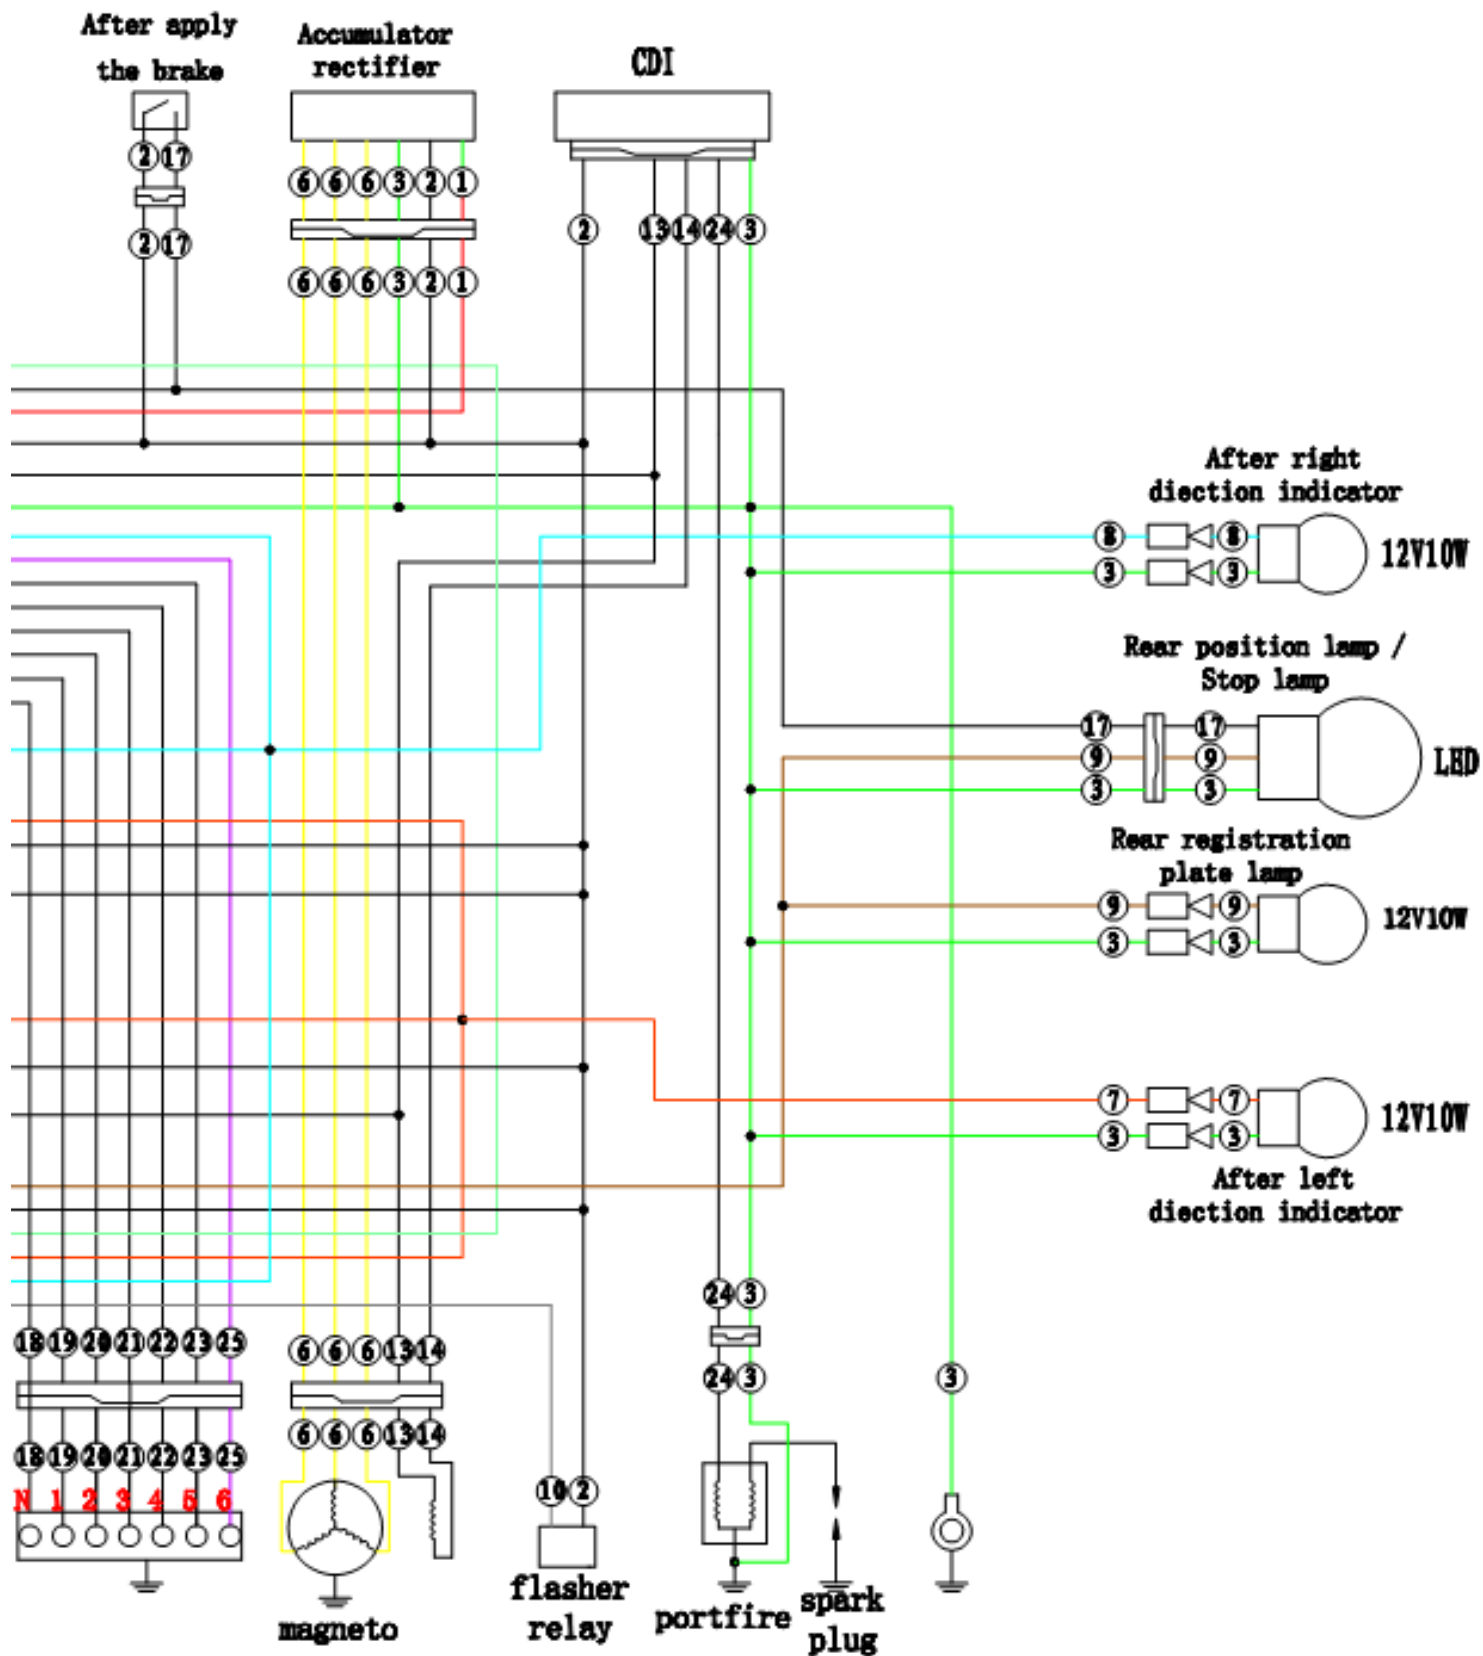 After apply
the brake
Accumulator
rectifier
CDI
2 17
6 6 6 3 2 1
2 17
2 13 14 24 3
6 6 6 3 2 1
After right
diection indicator
8 8
12V10W
3 3
Rear position lamp /
Stop lamp
17 17
9 9
LED
3 3
Rear registration
plate lamp
9 9
12V10W
3 3
7 7
12V10W
3 3
After left
diection indicator
24 3
18 19 20 21 22 23 25
6 6 6 13 14
24 3
3
6 6 6 13 14
18 19 20 21 22 23 25
10 2
N 1 2 3 4 5 6
magneto
flasher
relay
portfire
spark
plug